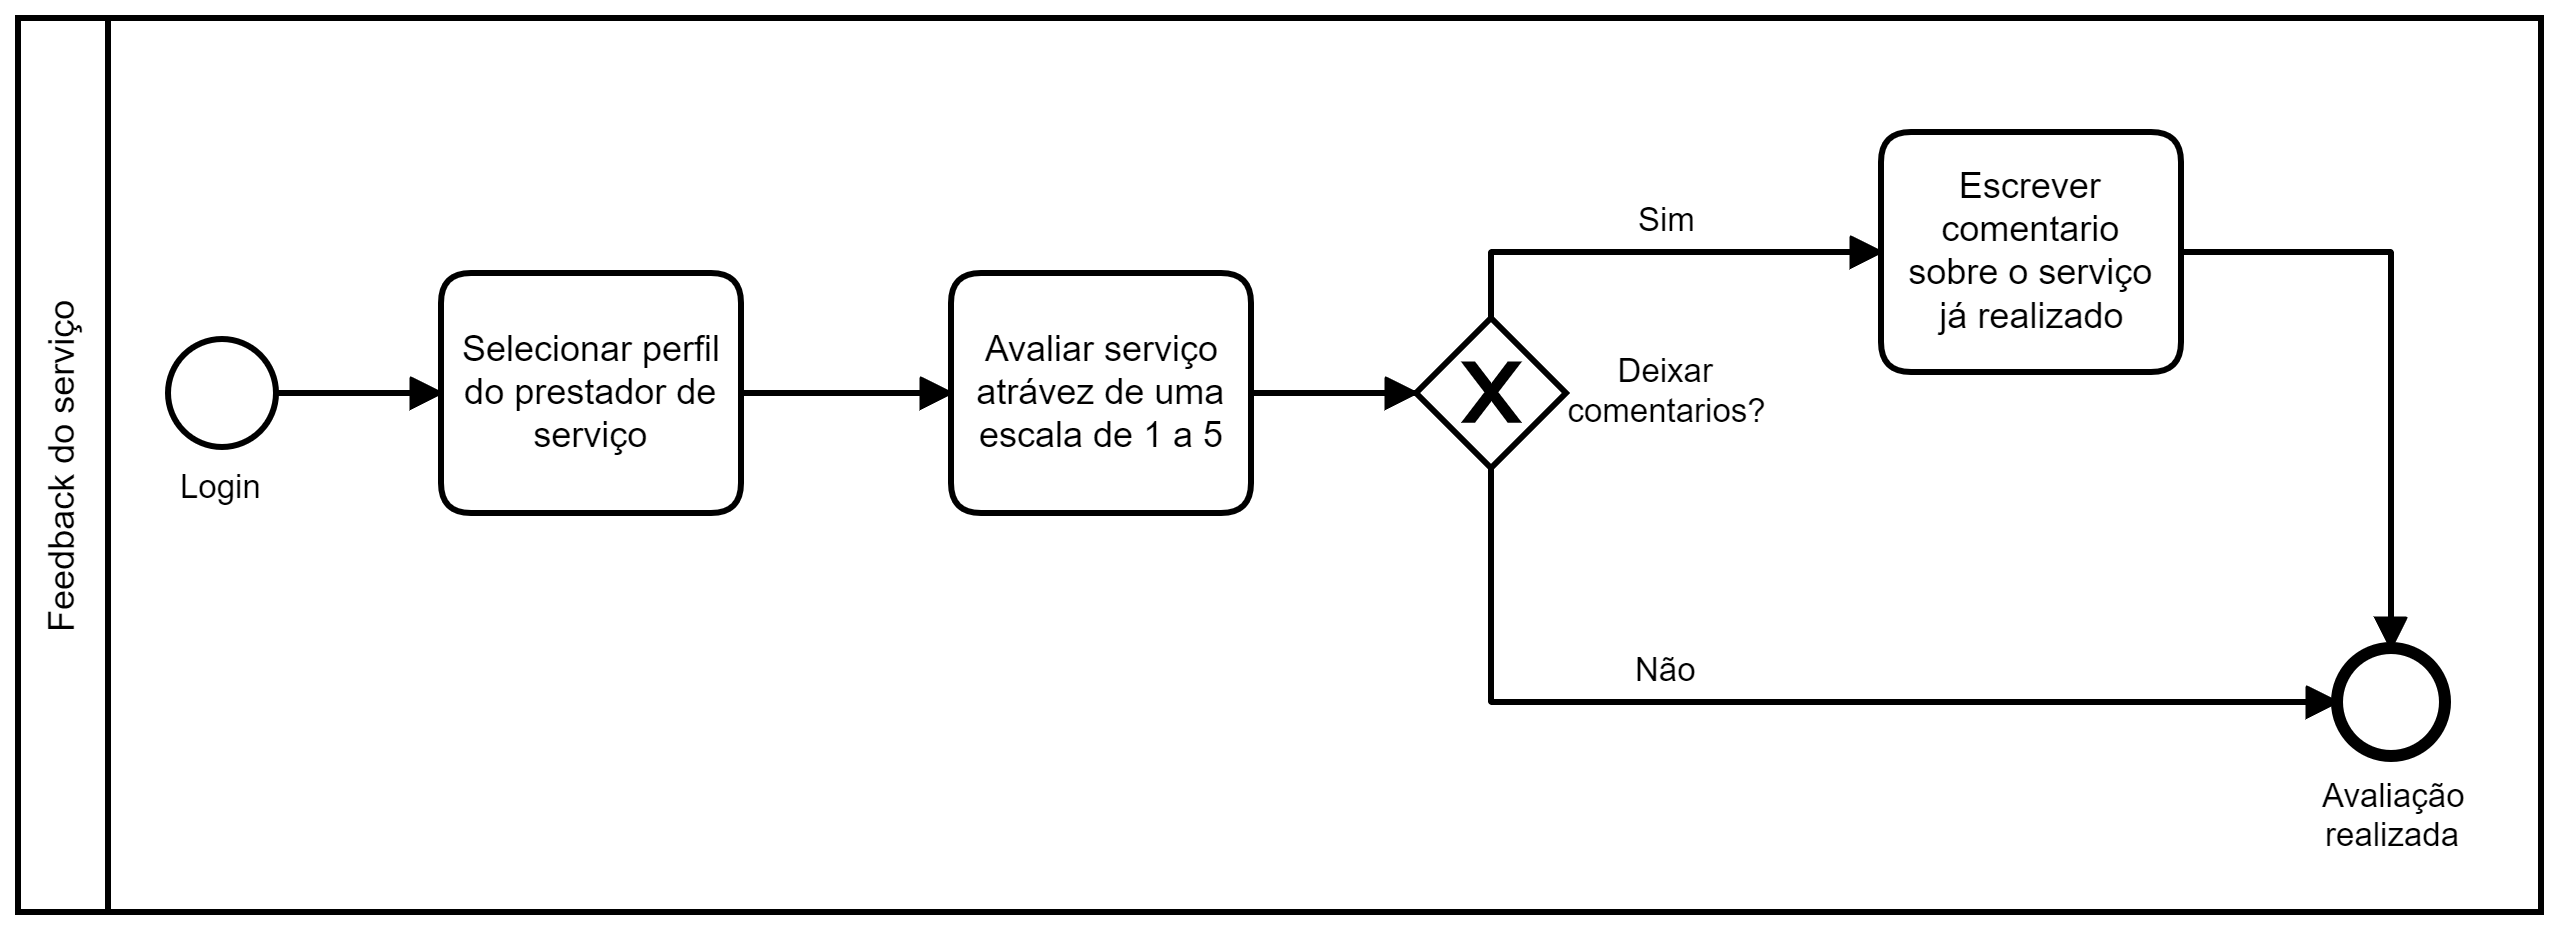 Feedback do serviço
Login
Selecionar perfil
do prestador de
serviço
Avaliar serviço
atrávez de uma
escala de 1 a 5
X
Deixar
comentarios?
Sim
Escrever
comentario
sobre o serviço
já realizado
Não
Avaliação
realizada